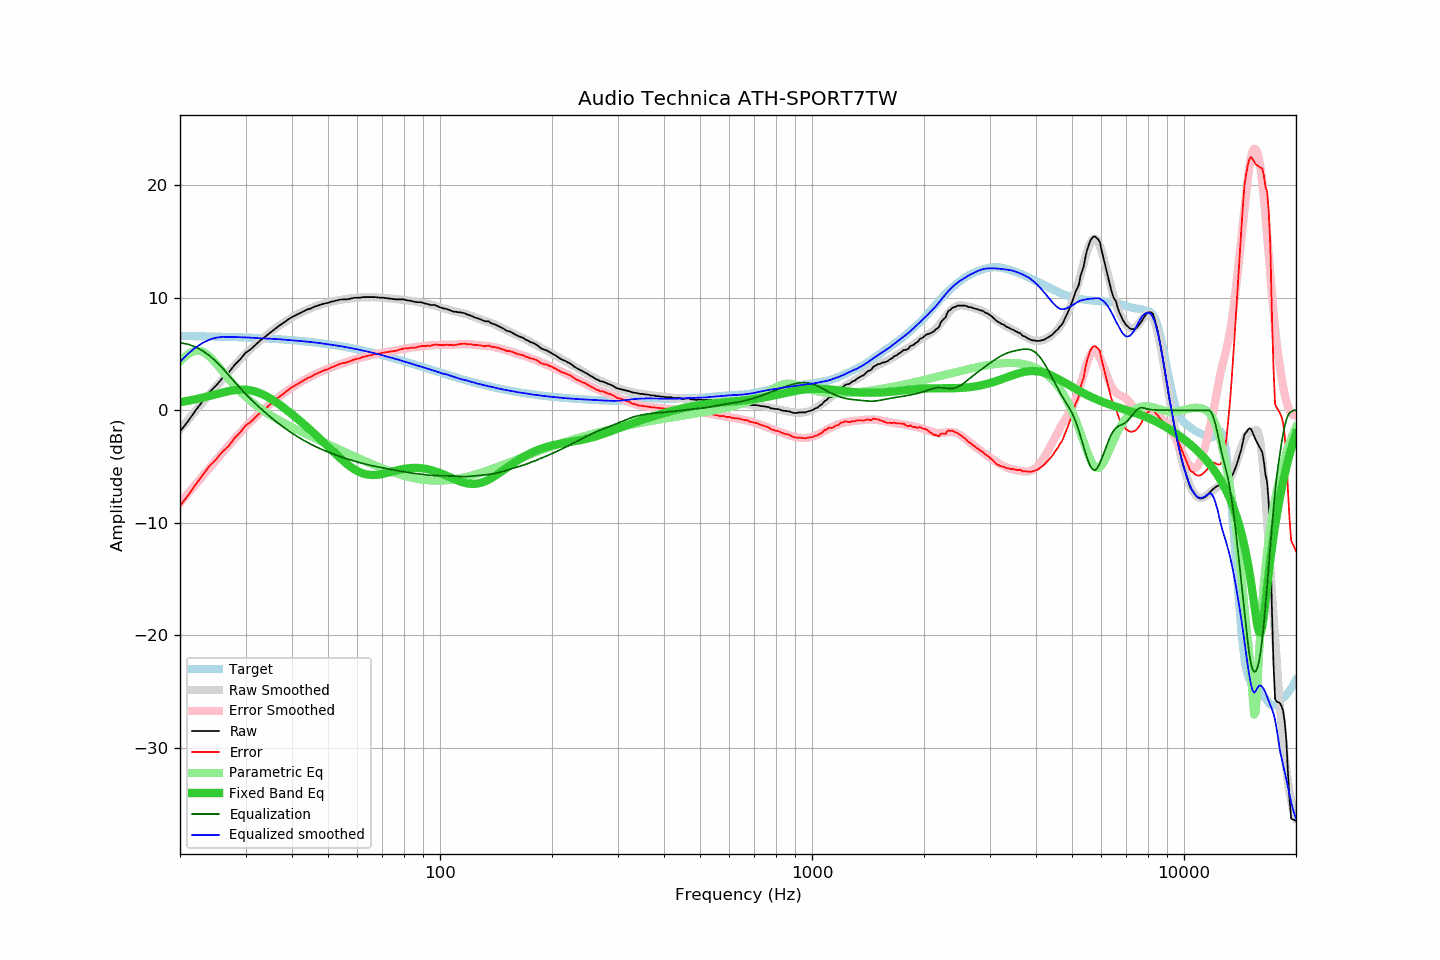 Audio Technica ATH-SPORT7TW
Amplitude (dBr)
20
10
0
−10
−20
−30
Target
Raw Smoothed
Error Smoothed
Raw
Error
Parametric Eq
Fixed Band Eq
Equalization
Equalized smoothed
100
1000
10000
Frequency (Hz)